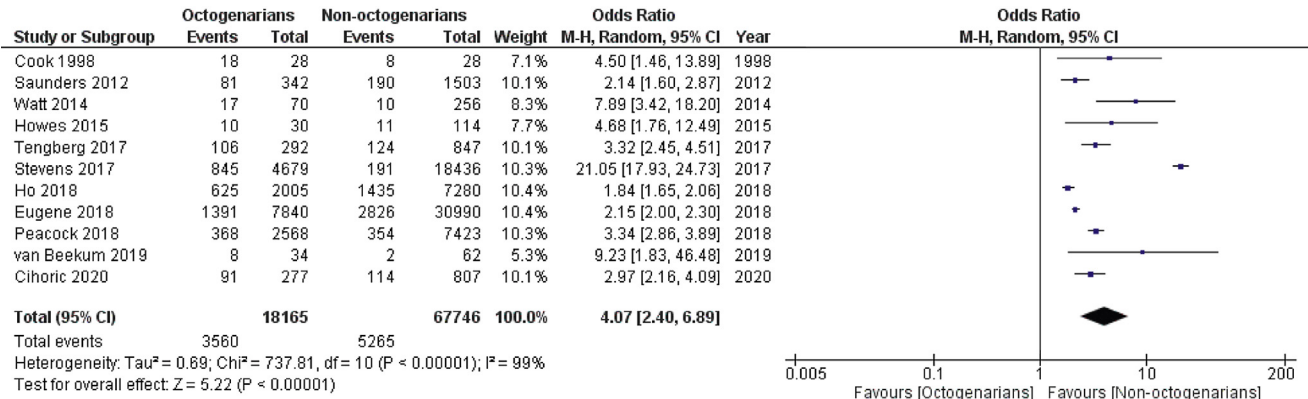 Octogenarians Non-octogenarians Odds Ratio Odds Ratio
Study or Subgroup Events Total Events Total Weight M-H, Random, 95% CI Year M-H, Random, 95% CI
Cook 1998 18 28 8 28 7.1% 4.50 [1.46, 13.89] 1998
Saunders 2012 81 342 190 1503 10.1% 2.14 [1.60, 2.87] 2012
Watt 2014 17 70 10 256 8.3% 7.89 [3.42, 18.20] 2014
Howes 2015 10 30 11 114 7.7% 4.68 [1.76, 12.49] 2015
Tengberg 2017 106 292 124 847 10.1% 3.32 [2.45, 4.51] 2017
Stevens 2017 845 4679 191 18436 10.3% 21.05 [17.93, 24.73] 2017
Ho 2018 625 2005 1435 7280 10.4% 1.84 [1.65, 2.06] 2018
Eugene 2018 1391 7840 2826 30990 10.4% 2.15 [2.00, 2.30] 2018
Peacock 2018 368 2568 354 7423 10.3% 3.34 [2.86, 3.89] 2018
van Beekum 2019 8 34 2 62 5.3% 9.23 [1.83, 46.48] 2019
Cihoric 2020 91 277 114 807 10.1% 2.97 [2.16, 4.09] 2020
Total (95% CI) 18165 67746 100.0% 4.07 [2.40, 6.89]
Total events 3560 5265
Heterogeneity: Tau² = 0.69; Chi² = 737.81, df = 10 (P < 0.00001); I² = 99%
Test for overall effect: Z = 5.22 (P < 0.00001)
0.005 0.1 1 10 200
Favours [Octogenarians] Favours [Non-octogenarians]